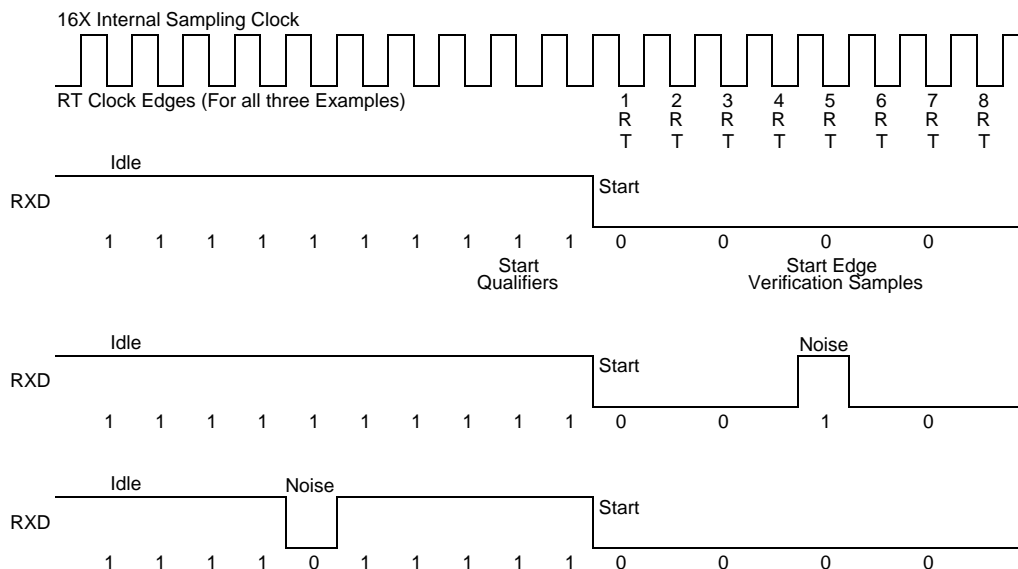 16X Internal Sampling Clock
RT Clock Edges (For all three Examples)
1 2 3 4 5 6 7 8
R R R R R R R R
T T T T T T T T
Idle
RXD
Start
1 1 1 1 1 1 1 1 1 1 0 0 0 0
Start
Qualifiers
Start Edge
Verification Samples
Idle
Noise
RXD
Start
1 1 1 1 1 1 1 1 1 1 0 0 1 0
Idle
Noise
RXD
Start
1 1 1 1 0 1 1 1 1 1 0 0 0 0